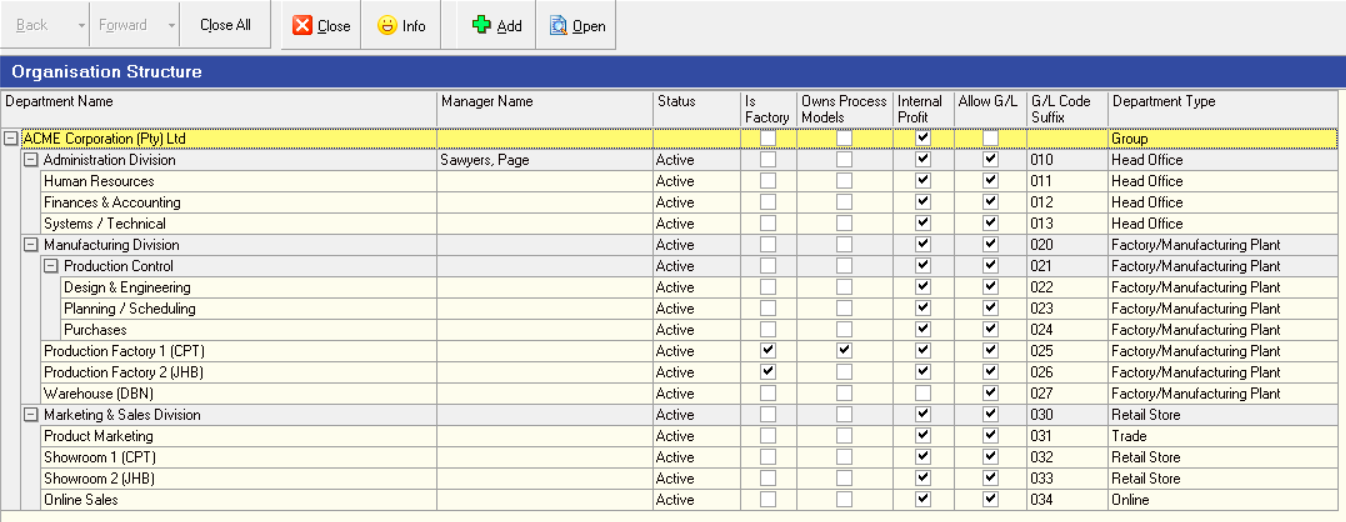 Back Forward Close All Close Info Add Open
Organisation Structure
Department Name Manager Name Status Is Factory Owns Process Models Internal Profit Allow G/L G/L Code Suffix Department Type
ACME Corporation (Pty) Ltd Group
Administration Division Sawyers, Page Active 010 Head Office
Human Resources Active 011 Head Office
Finances & Accounting Active 012 Head Office
Systems / Technical Active 013 Head Office
Manufacturing Division Active 020 Factory/Manufacturing Plant
Production Control Active 021 Factory/Manufacturing Plant
Design & Engineering Active 022 Factory/Manufacturing Plant
Planning / Scheduling Active 023 Factory/Manufacturing Plant
Purchases Active 024 Factory/Manufacturing Plant
Production Factory 1 (CPT) Active 025 Factory/Manufacturing Plant
Production Factory 2 (JHB) Active 026 Factory/Manufacturing Plant
Warehouse (DBN) Active 027 Factory/Manufacturing Plant
Marketing & Sales Division Active 030 Retail Store
Product Marketing Active 031 Trade
Showroom 1 (CPT) Active 032 Retail Store
Showroom 2 (JHB) Active 033 Retail Store
Online Sales Active 034 Online